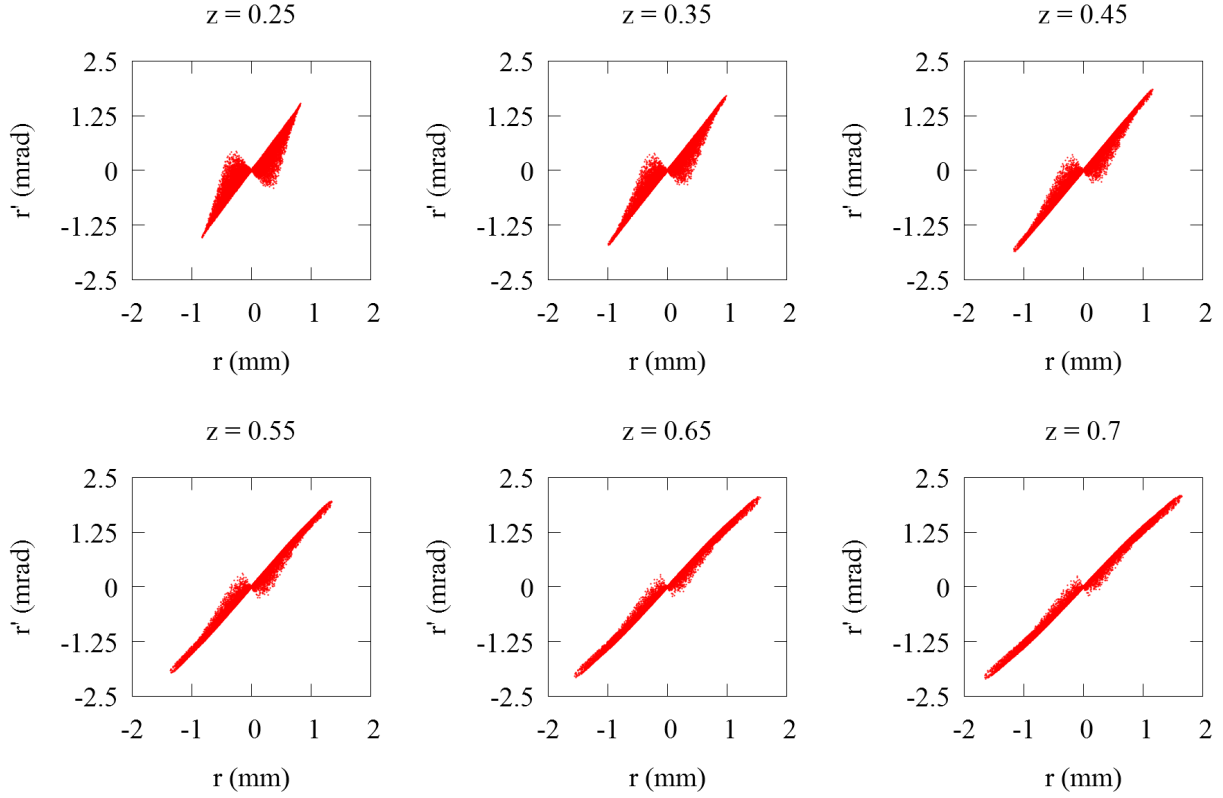 z = 0.25
z = 0.35
z = 0.45
2.5
1.25
0
-1.25
-2.5
r' (mrad)
-2 -1 0 1 2
r (mm)
2.5
1.25
0
-1.25
-2.5
r' (mrad)
-2 -1 0 1 2
r (mm)
2.5
1.25
0
-1.25
-2.5
r' (mrad)
-2 -1 0 1 2
r (mm)
z = 0.55
z = 0.65
z = 0.7
2.5
1.25
0
-1.25
-2.5
r' (mrad)
-2 -1 0 1 2
r (mm)
2.5
1.25
0
-1.25
-2.5
r' (mrad)
-2 -1 0 1 2
r (mm)
2.5
1.25
0
-1.25
-2.5
r' (mrad)
-2 -1 0 1 2
r (mm)